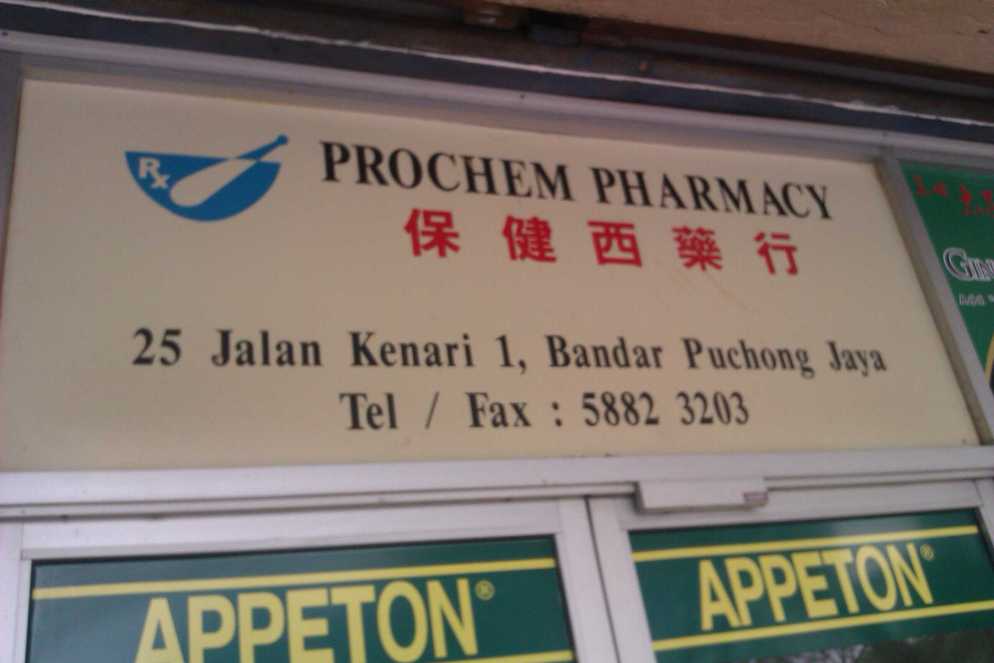 Rx
PROCHEM PHARMACY
保健西藥行
25 Jalan Kenari 1, Bandar Puchong Jaya
Tel / Fax : 5882 3203
APPETON®
APPETON®